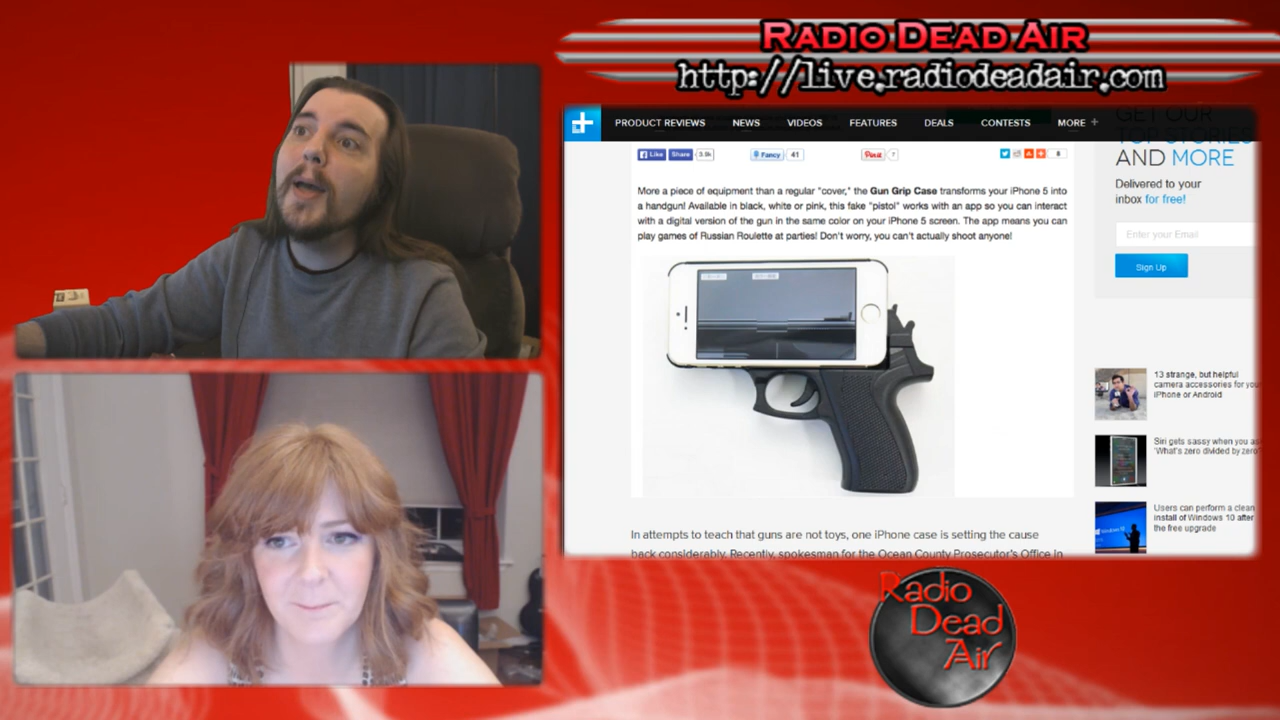 RADIO DEAD AIR
http://live.radiodeadair.com
PRODUCT REVIEWS NEWS VIDEOS FEATURES DEALS CONTESTS MORE +
GET OUR
TOP STORIES
AND MORE
Delivered to your
inbox for free!
Enter your Email
Sign Up
Like Share 3.9k Fancy 41 Pin it ? 8
More a piece of equipment than a regular "cover," the Gun Grip Case transforms your iPhone 5 into
a handgun! Available in black, white or pink, this fake "pistol" works with an app so you can interact
with a digital version of the gun in the same color on your iPhone 5 screen. The app means you can
play games of Russian Roulette at parties! Don't worry, you can't actually shoot anyone!
13 strange, but helpful
camera accessories for you
iPhone or Android
Siri gets sassy when you as
'What's zero divided by zero'
Users can perform a clean
install of Windows 10 after
the free upgrade
In attempts to teach that guns are not toys, one iPhone case is setting the cause
back considerably. Recently, spokesman for the Ocean County Prosecutor's Office in
Radio
Dead
Air